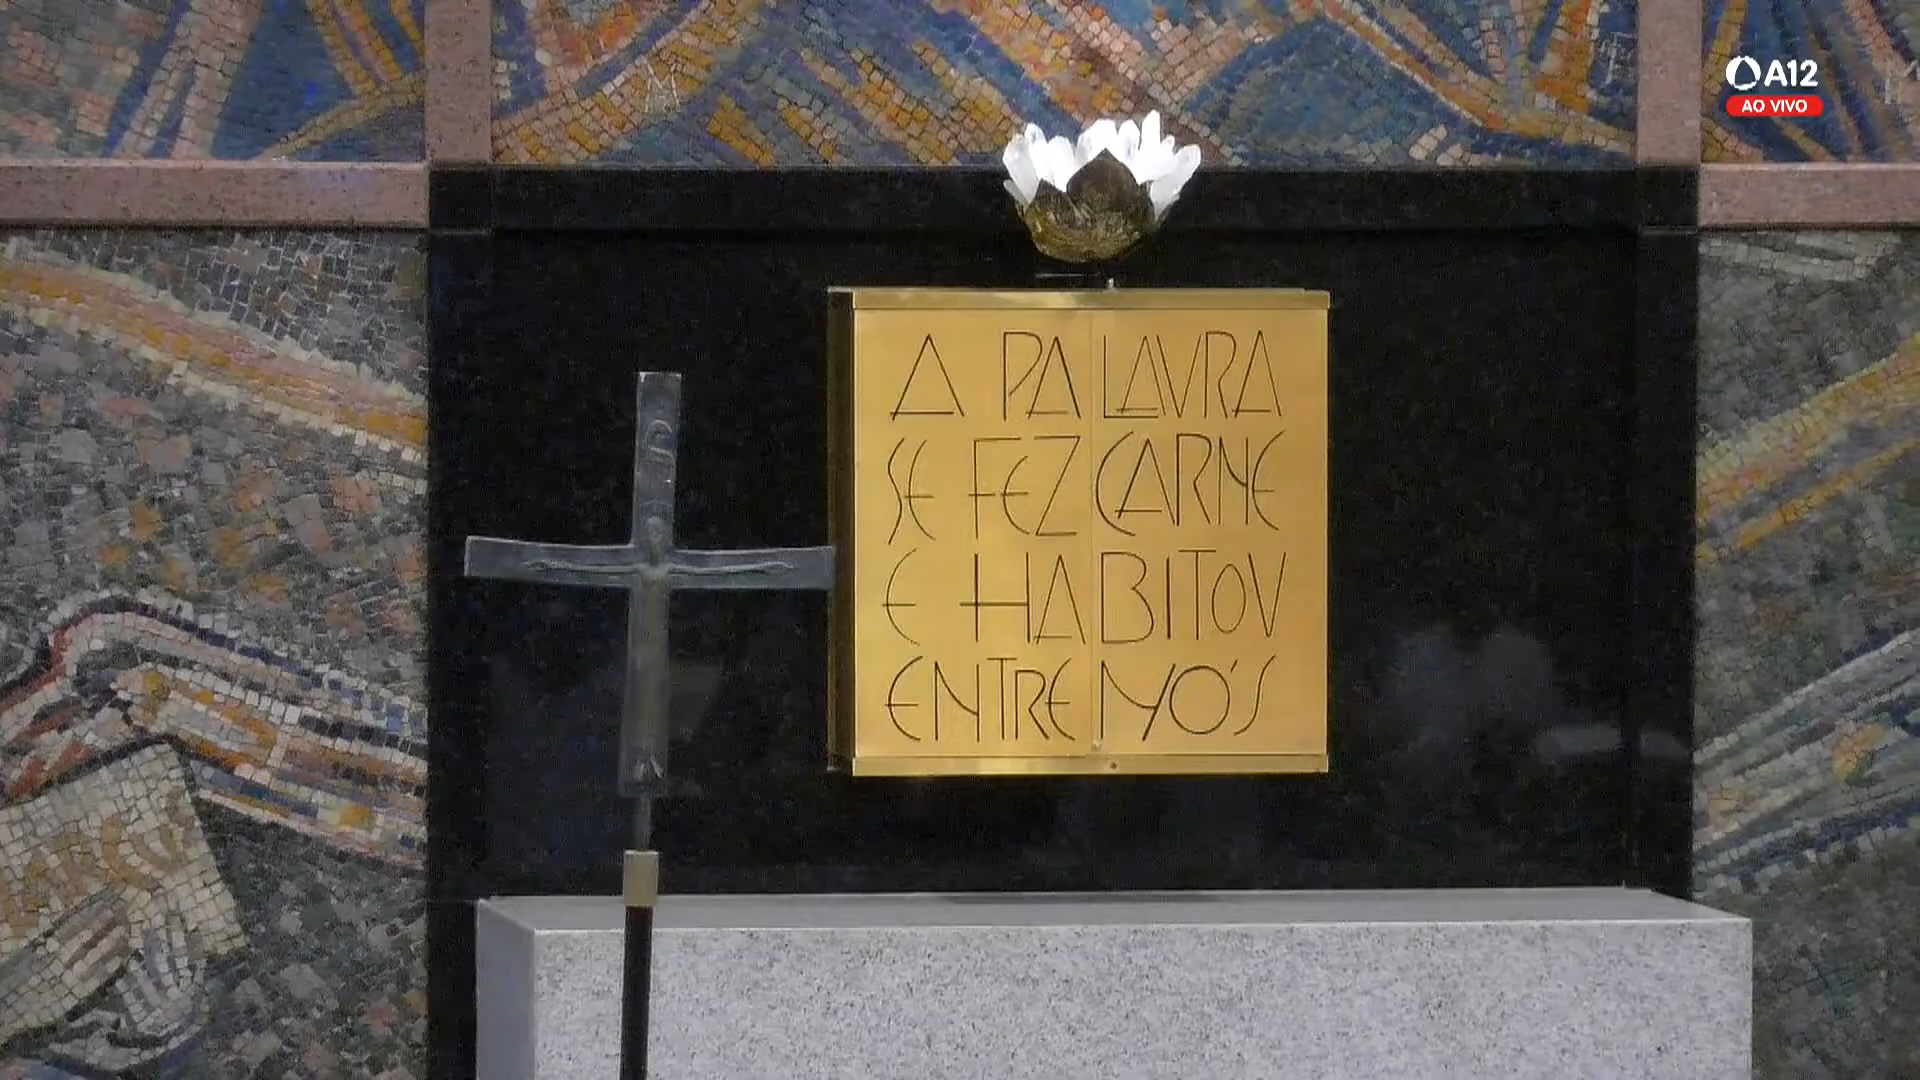 A12
AO VIVO
A PALAVRA
SE FEZ CARNE
E HABITOV
ENTRE NÓS